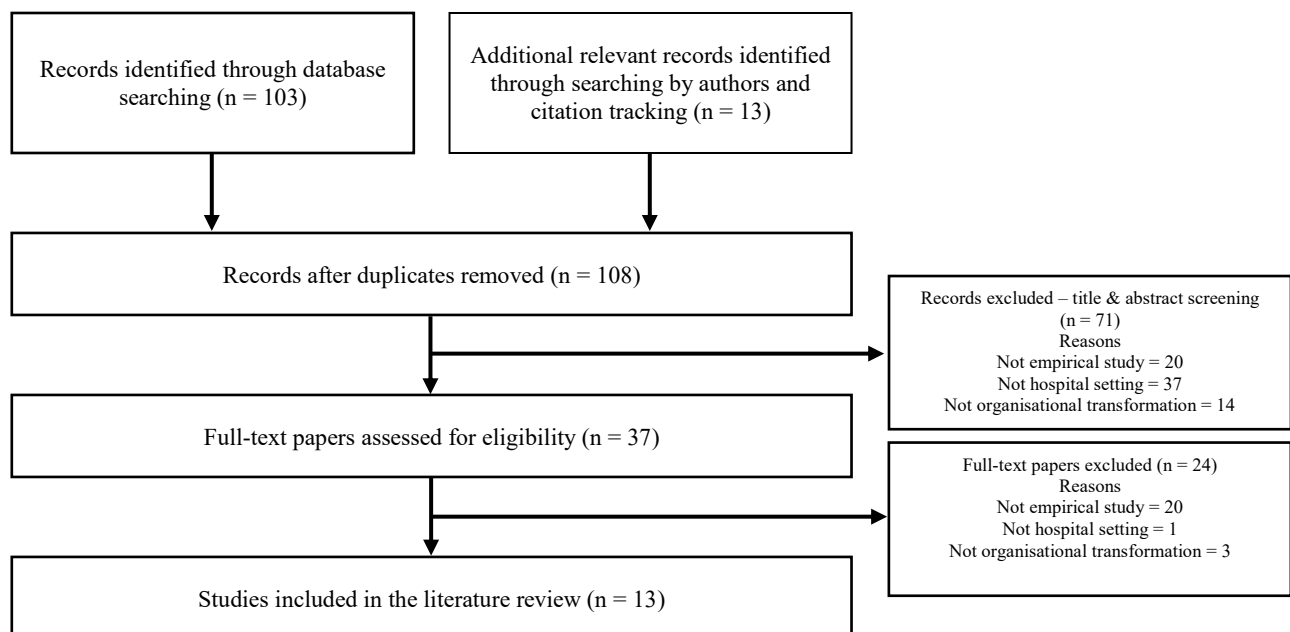 Records identified through database
searching (n = 103)
Additional relevant records identified
through searching by authors and
citation tracking (n = 13)
Records after duplicates removed (n = 108)
Records excluded – title & abstract screening
(n = 71)
Reasons
Not empirical study = 20
Not hospital setting = 37
Not organisational transformation = 14
Full-text papers assessed for eligibility (n = 37)
Full-text papers excluded (n = 24)
Reasons
Not empirical study = 20
Not hospital setting = 1
Not organisational transformation = 3
Studies included in the literature review (n = 13)